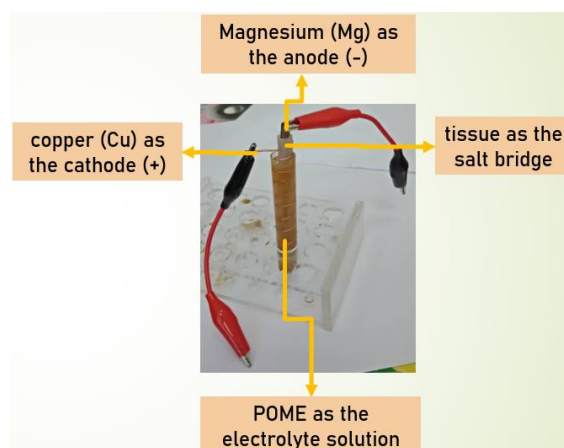 Magnesium (Mg) as
the anode (-)
copper (Cu) as
the cathode (+)
tissue as the
salt bridge
POME as the
electrolyte solution